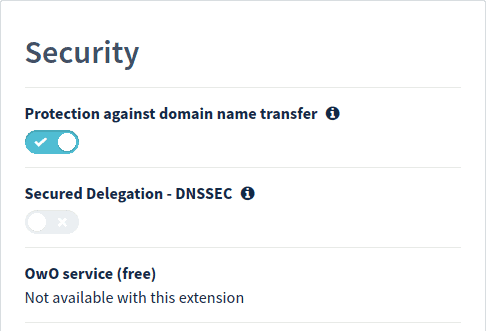 Security
Protection against domain name transfer
Secured Delegation - DNSSEC
OwO service (free)
Not available with this extension